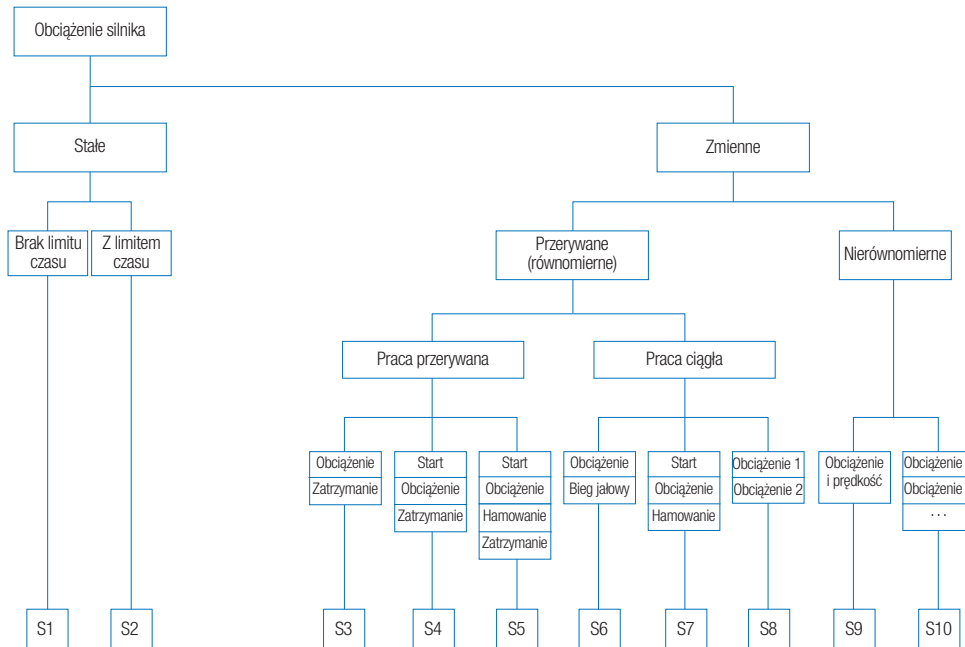 Obciążenie silnika
Stałe
Zmienne
Brak limitu
czasu
Z limitem
czasu
Przerywane
(równomierne)
Nierównomierne
Praca przerywana
Praca ciągła
Obciążenie
Zatrzymanie
Start
Obciążenie
Zatrzymanie
Start
Obciążenie
Hamowanie
Zatrzymanie
Obciążenie
Bieg jałowy
Start
Obciążenie
Hamowanie
Obciążenie 1
Obciążenie 2
Obciążenie
i prędkość
Obciążenie
Obciążenie
...
S1
S2
S3
S4
S5
S6
S7
S8
S9
S10